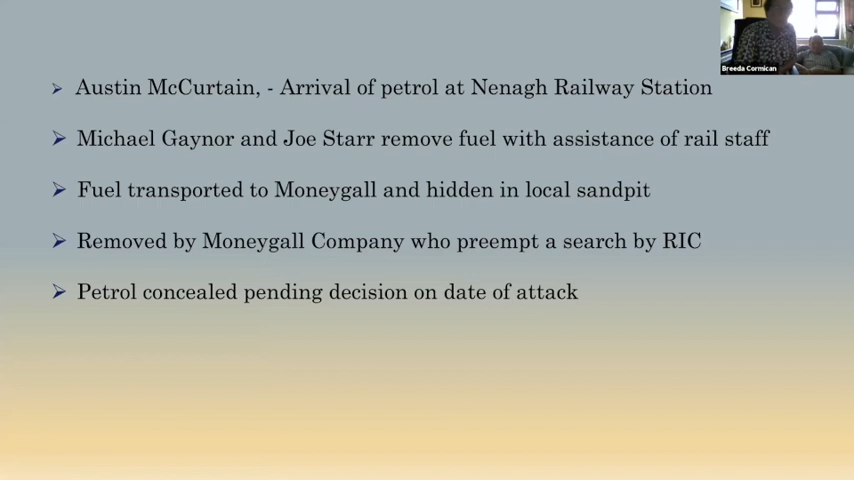 Breeda Cormican
Austin McCurtain, - Arrival of petrol at Nenagh Railway Station
Michael Gaynor and Joe Starr remove fuel with assistance of rail staff
Fuel transported to Moneygall and hidden in local sandpit
Removed by Moneygall Company who preempt a search by RIC
Petrol concealed pending decision on date of attack